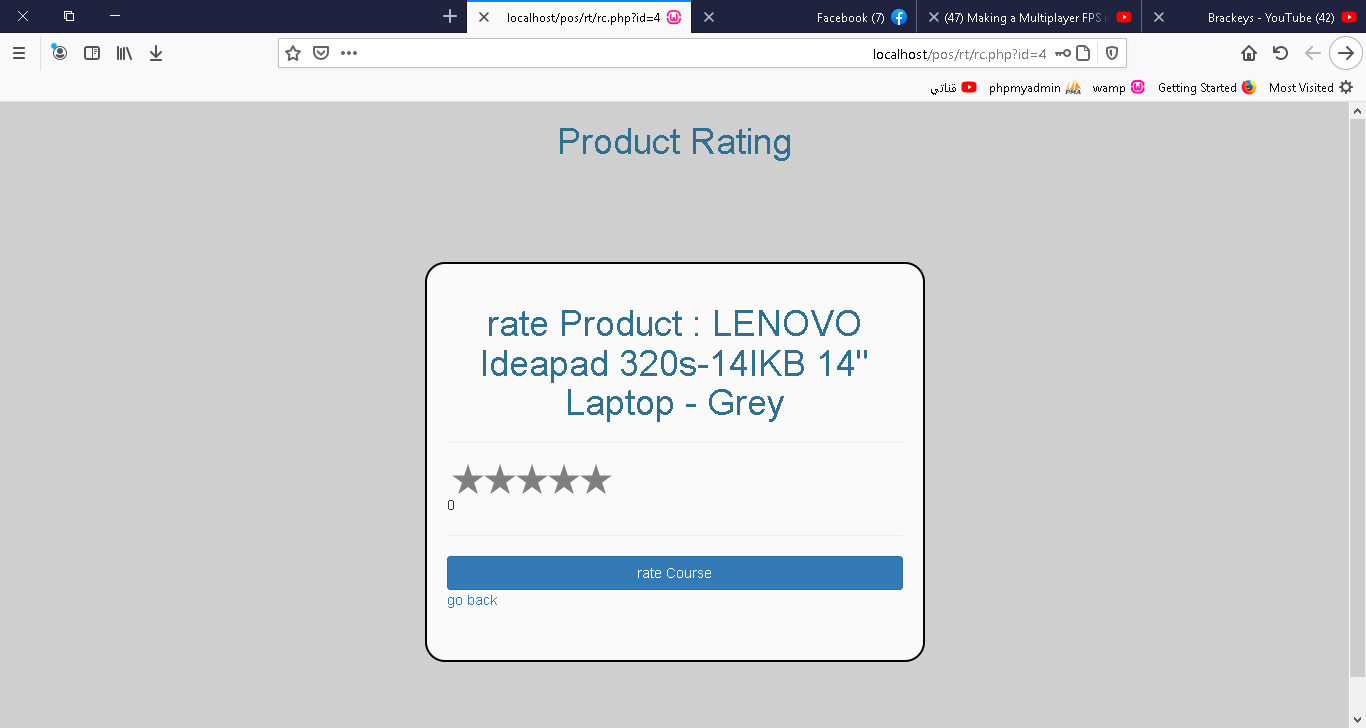 localhost/pos/rt/rc.php?id=4
Facebook (7)
(47) Making a Multiplayer FPS i
Brackeys - YouTube (42)
localhost/pos/rt/rc.php?id=4
قناتي
phpmyadmin
wamp
Getting Started
Most Visited
Product Rating
rate Product : LENOVO
Ideapad 320s-14IKB 14"
Laptop - Grey
0
rate Course
go back